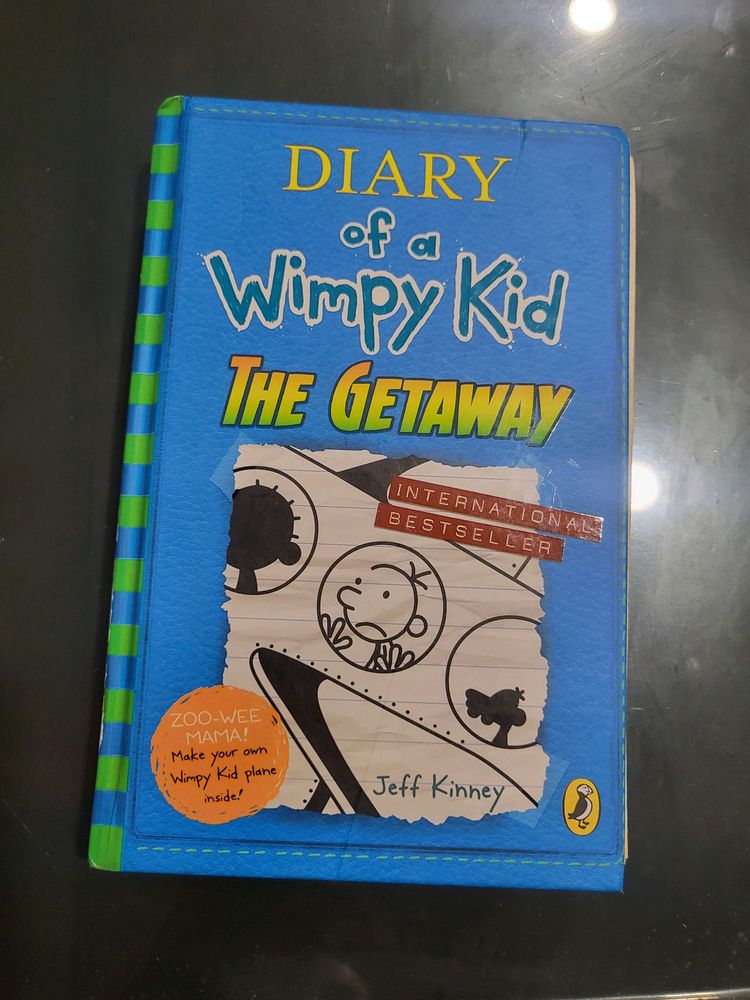 DIARY
of a
Wimpy Kid
THE GETAWAY
INTERNATIONAL
BESTSELLER
ZOO-WEE
MAMA!
Make your own
Wimpy Kid plane
inside!
Jeff Kinney